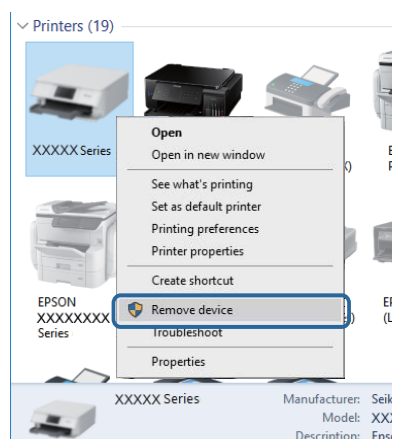 Printers (19)
XXXXX Series
Open
Open in new window
See what's printing
Set as default printer
Printing preferences
Printer properties
Create shortcut
Remove device
Troubleshoot
Properties
EPSON
XXXXXXXX
Series
XXXXX Series
Manufacturer:
Model:
Description: